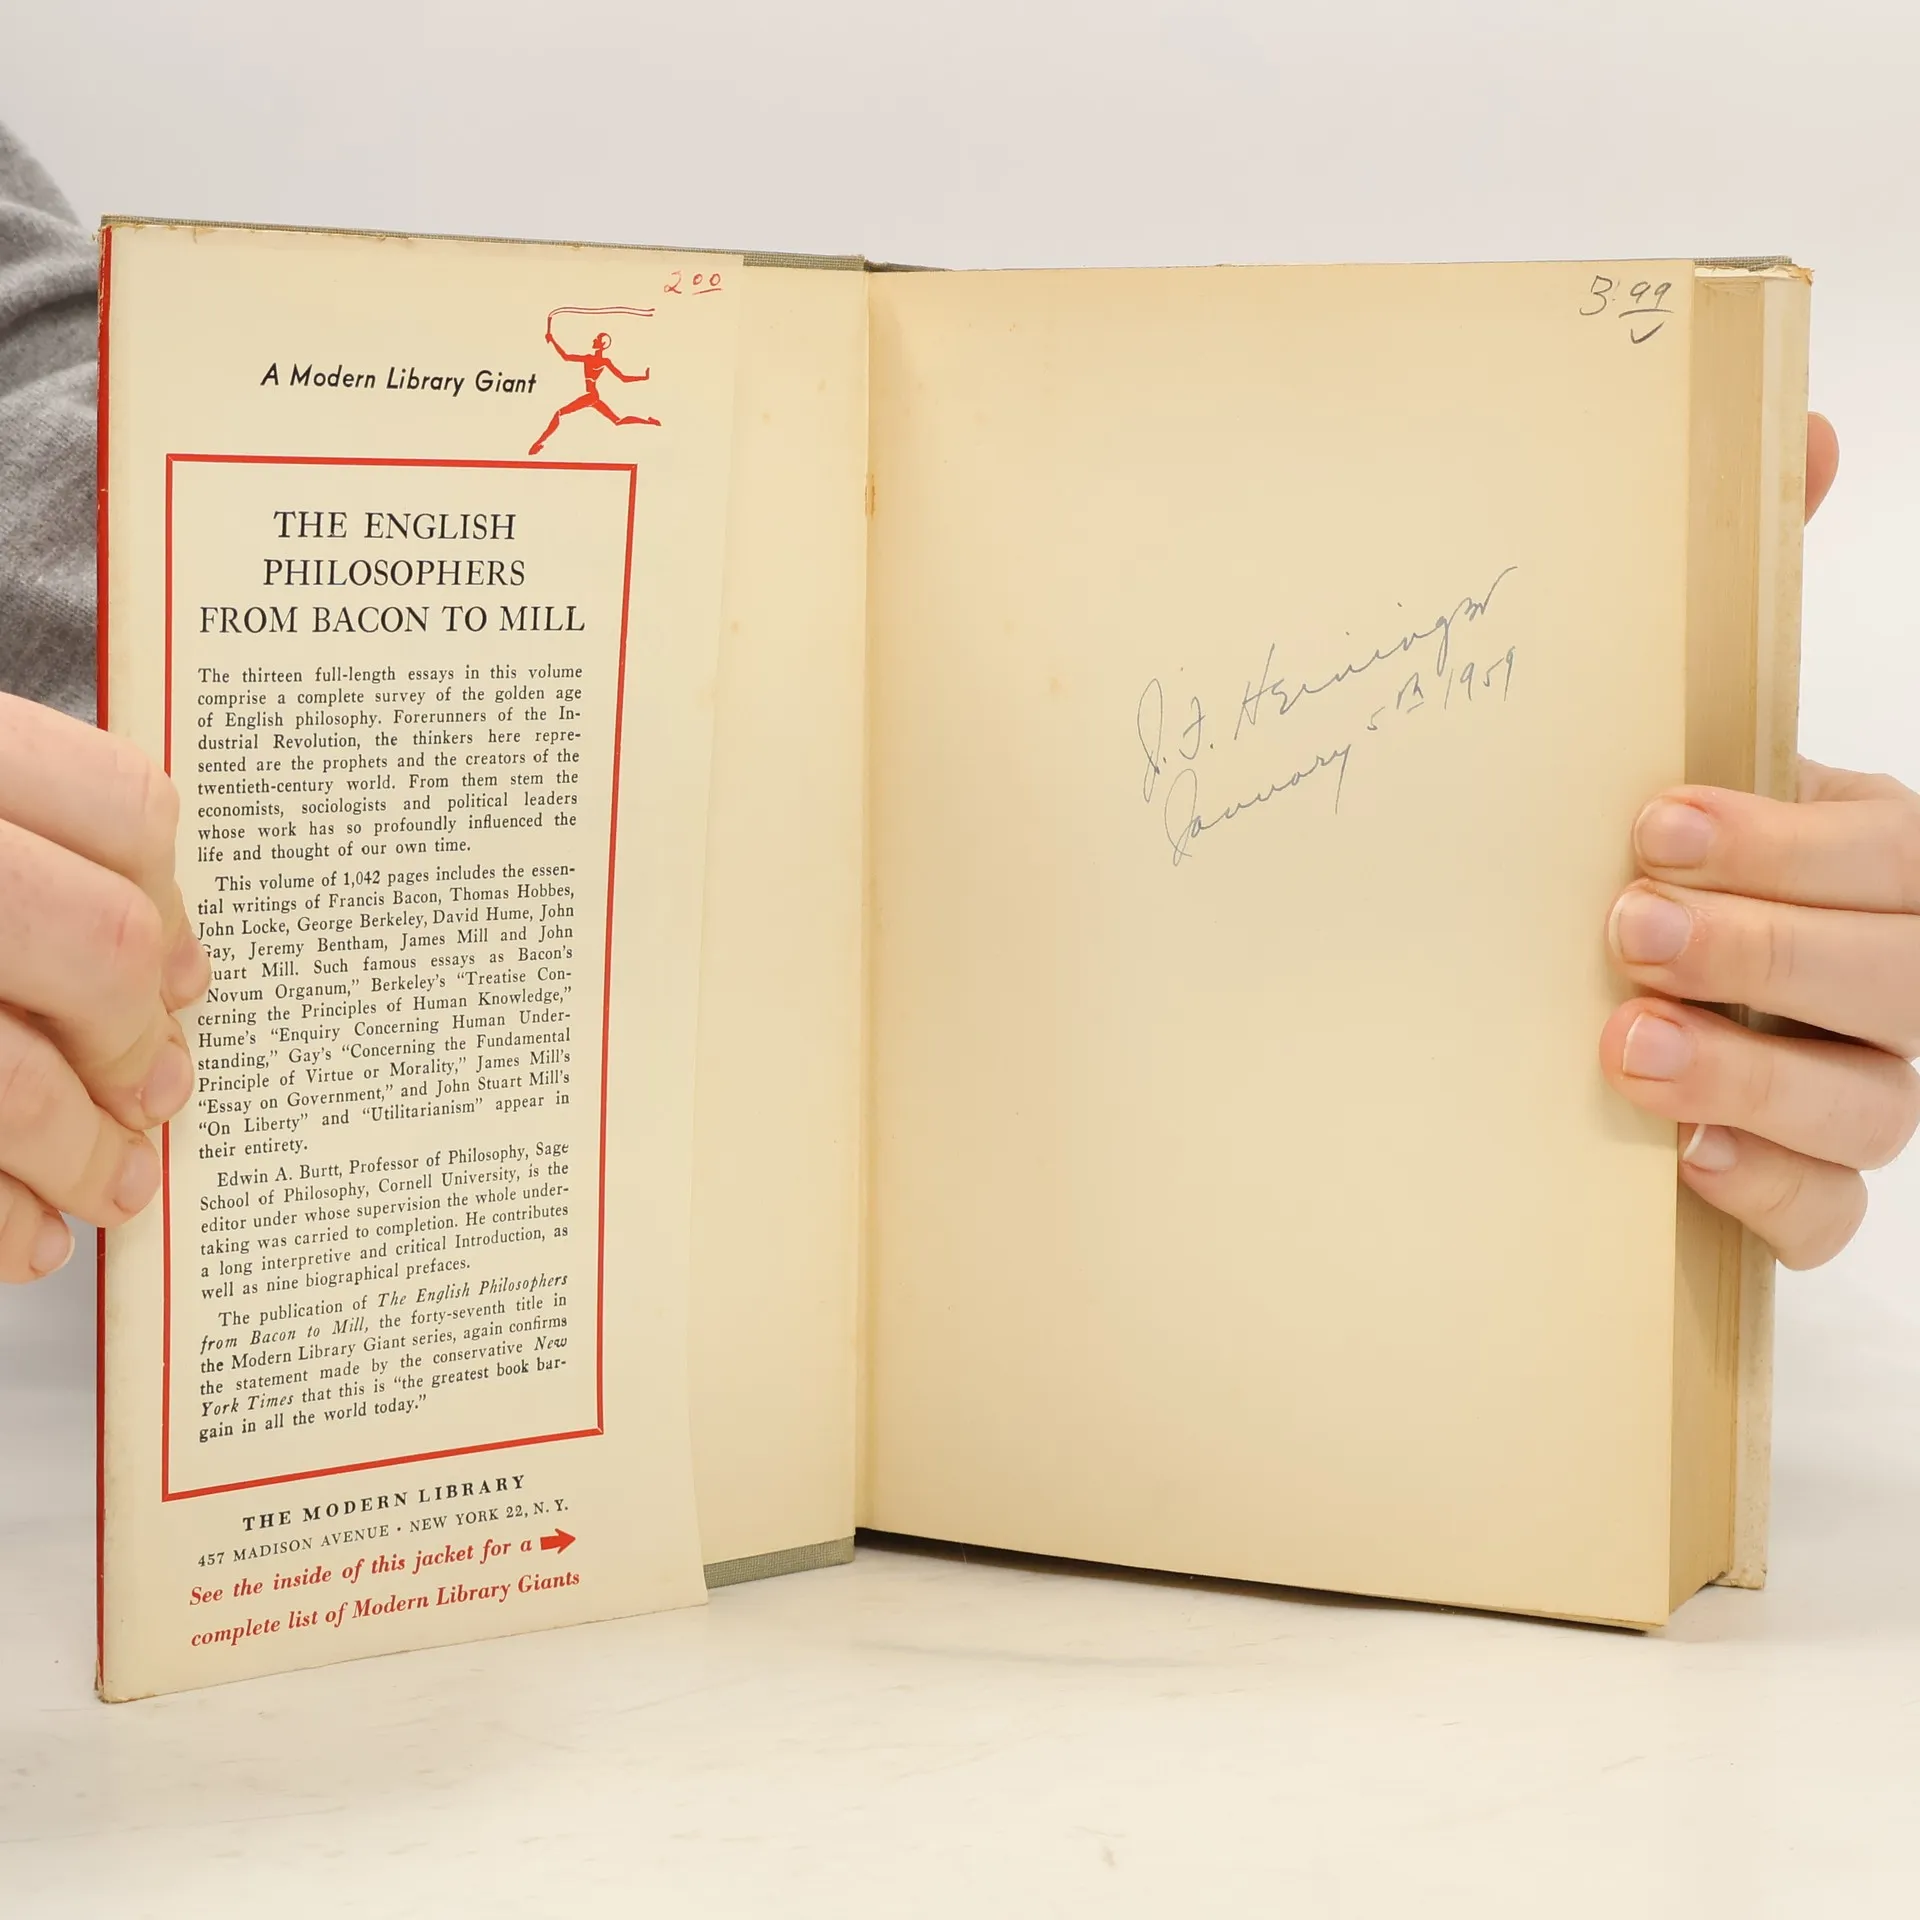 2 00
A Modern Library Giant
THE ENGLISH
PHILOSOPHERS
FROM BACON TO MILL
The thirteen full-length essays in this volume
comprise a complete survey of the golden age
of English philosophy. Forerunners of the In-
dustrial Revolution, the thinkers here repre-
sented are the prophets and the creators of the
twentieth-century world. From them stem the
economists, sociologists and political leaders
whose work has so profoundly influenced the
life and thought of our own time.
This volume of 1,042 pages includes the essen-
tial writings of Francis Bacon, Thomas Hobbes,
John Locke, George Berkeley, David Hume, John
Gay, Jeremy Bentham, James Mill and John
uart Mill. Such famous essays as Bacon's
"Novum Organum," Berkeley's "Treatise Con-
cerning the Principles of Human Knowledge,"
Hume's "Enquiry Concerning Human Under-
standing," Gay's "Concerning the Fundamental
Principle of Virtue or Morality," James Mill's
"Essay on Government," and John Stuart Mill's
"On Liberty" and "Utilitarianism" appear in
their entirety.
Edwin A. Burtt, Professor of Philosophy, Sage
School of Philosophy, Cornell University, is the
editor under whose supervision the whole under-
taking was carried to completion. He contributes
a long interpretive and critical Introduction, as
well as nine biographical prefaces.
The publication of The English Philosophers
from Bacon to Mill, the forty-seventh title in
the Modern Library Giant series, again confirms
the statement made by the conservative New
York Times that this is "the greatest book bar-
gain in all the world today."
THE MODERN LIBRARY
457 MADISON AVENUE • NEW YORK 22, N. Y.
See the inside of this jacket for a
complete list of Modern Library Giants
3.99
J. F. Heininger
January 5th 1959